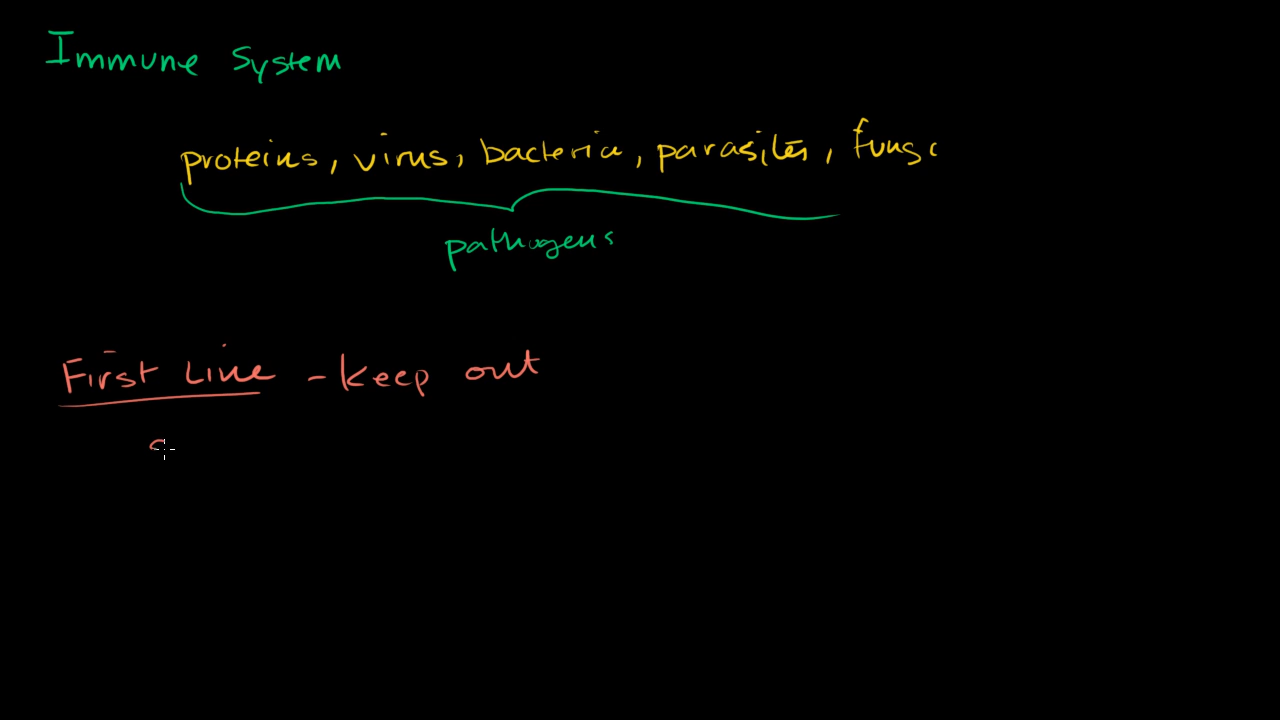 Immune System
proteins, virus, bacteria, parasites, fungi
pathogens
First Line - Keep out